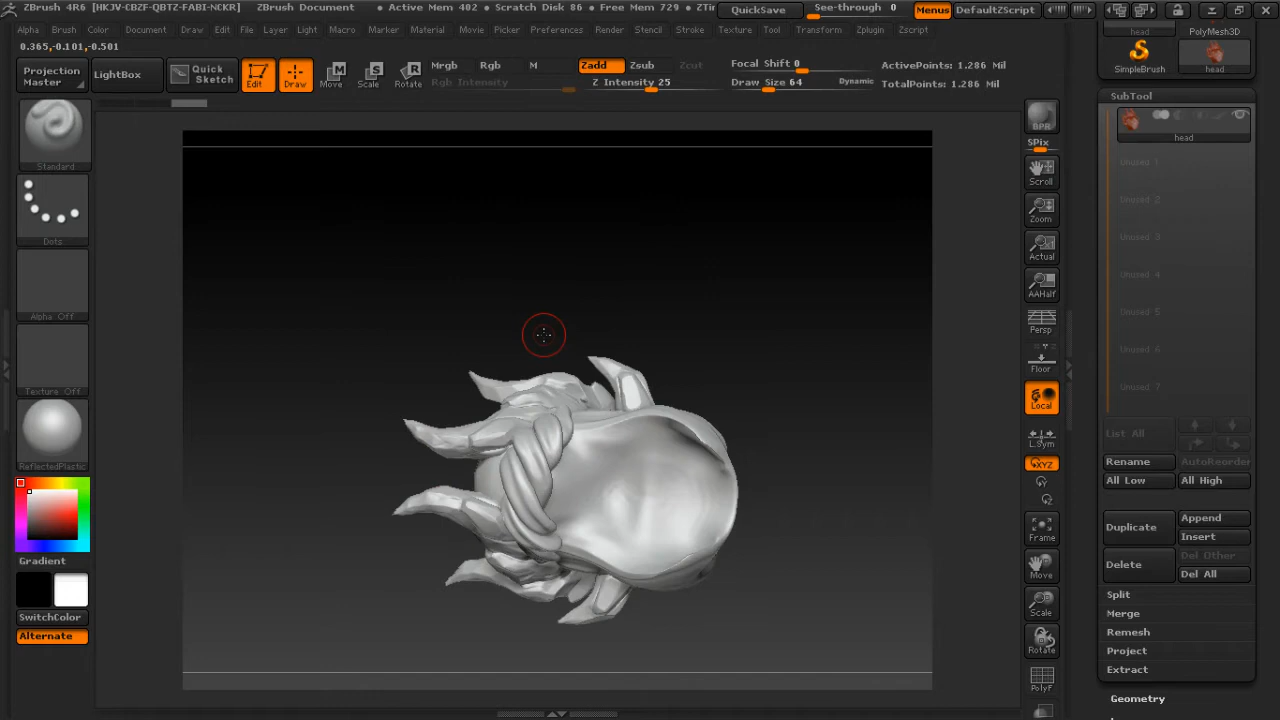 ZBrush 4R6 [HKJV-CBZF-QBTZ-FABI-NCKR] ZBrush Document • Active Mem 402 • Scratch Disk 86 • Free Mem 729 • ZTi QuickSave See-through 0 Menus DefaultZScript
Alpha Brush Color Document Draw Edit File Layer Light Macro Marker Material Movie Picker Preferences Render Stencil Stroke Texture Tool Transform Zplugin Zscript
head PolyMesh3D
0.365,-0.101,-0.501
SimpleBrush head
Projection Master
LightBox
Quick Sketch
Edit Draw Move Scale Rotate
Mrgb Rgb M
Rgb Intensity
Zadd Zsub Zcut
Z Intensity 25
Focal Shift 0
Draw Size 64 Dynamic
ActivePoints: 1.286 Mil
TotalPoints: 1.286 Mil
Standard
Dots
Alpha Off
Texture Off
ReflectedPlastic
Gradient
SwitchColor
Alternate
BPR
SPix
Scroll
Zoom
Actual
AAHalf
Persp
Floor
Local
L.Sym
XYZ
Y
Z
Frame
Move
Scale
Rotate
PolyF
SubTool
head
Unused 1
Unused 2
Unused 3
Unused 4
Unused 5
Unused 6
Unused 7
List All
Rename AutoReorder
All Low All High
Duplicate Append
Insert
Delete Del Other
Del All
Split
Merge
Remesh
Project
Extract
Geometry